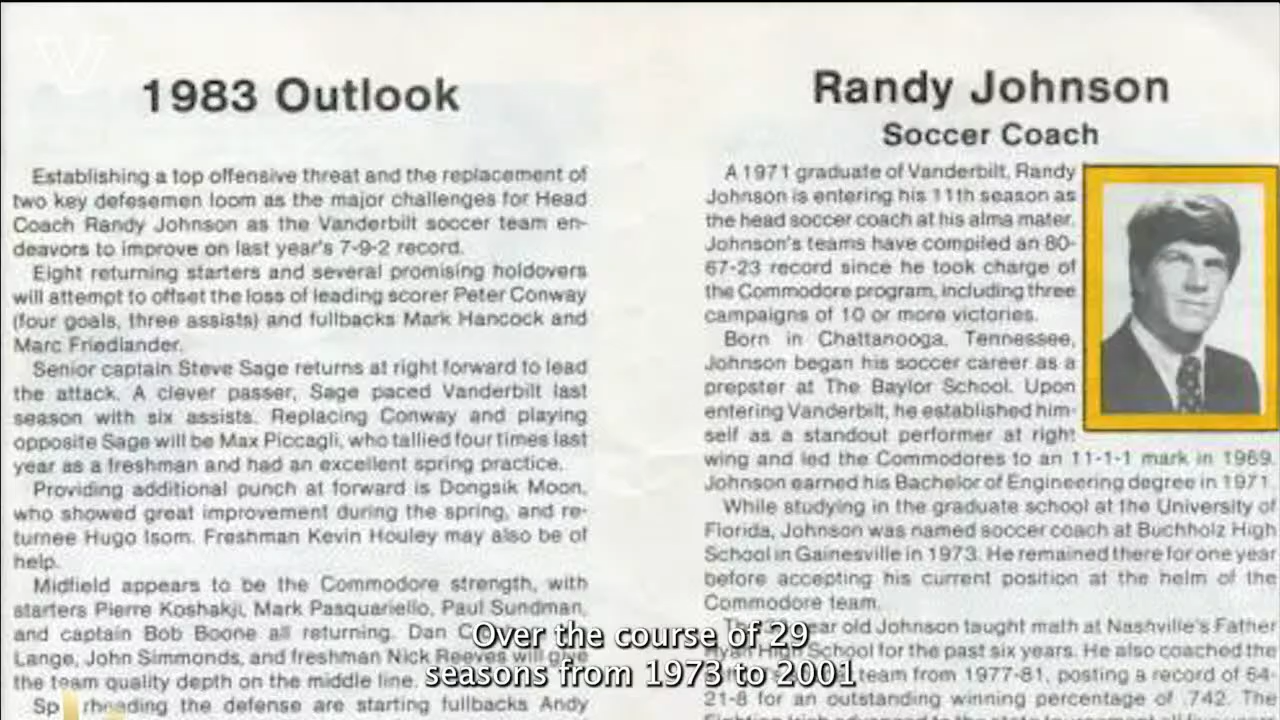 1983 Outlook
Establishing a top offensive threat and the replacement of
two key defesemen loom as the major challenges for Head
Coach Randy Johnson as the Vanderbilt soccer team en-
deavors to improve on last year's 7-9-2 record.
Eight returning starters and several promising holdovers
will attempt to offset the loss of leading scorer Peter Conway
(four goals, three assists) and fullbacks Mark Hancock and
Marc Friedlander.
Senior captain Steve Sage returns at right forward to lead
the attack. A clever passer, Sage paced Vanderbilt last
season with six assists. Replacing Conway and playing
opposite Sage will be Max Piccagli, who tallied four times last
year as a freshman and had an excellent spring practice.
Providing additional punch at forward is Dongsik Moon,
who showed great improvement during the spring, and re-
turnee Hugo Isom. Freshman Kevin Houley may also be of
help.
Midfield appears to be the Commodore strength, with
starters Pierre Koshakji, Mark Pasquariello, Paul Sundman,
and captain Bob Boone all returning. Dan
Lange, John Simmonds, and freshman Nick Reeves will give
the team quality depth on the middle line.
the defense are starting fullbacks Andy
Randy Johnson
Soccer Coach
A 1971 graduate of Vanderbilt, Randy
Johnson is entering his 11th season as
the head soccer coach at his alma mater.
Johnson's teams have compiled an 80-
67-23 record since he took charge of
the Commodore program, including three
campaigns of 10 or more victories.
Born in Chattanooga, Tennessee,
Johnson began his soccer career as a
prepster at The Baylor School. Upon
entering Vanderbilt, he established him-
self as a standout performer at right
wing and led the Commodores to an 11-1-1 mark in 1969.
Johnson earned his Bachelor of Engineering degree in 1971.
While studying in the graduate school at the University of
Florida, Johnson was named soccer coach at Buchholz High
School in Gainesville in 1973. He remained there for one year
before accepting his current position at the helm of the
Commodore team.
old Johnson taught math at Nashville's Father
Ryan High School for the past six years. He also coached the
team from 1977-81, posting a record of 64-
21-8 for an outstanding winning percentage of .742. The
Over the course of 29
seasons from 1973 to 2001